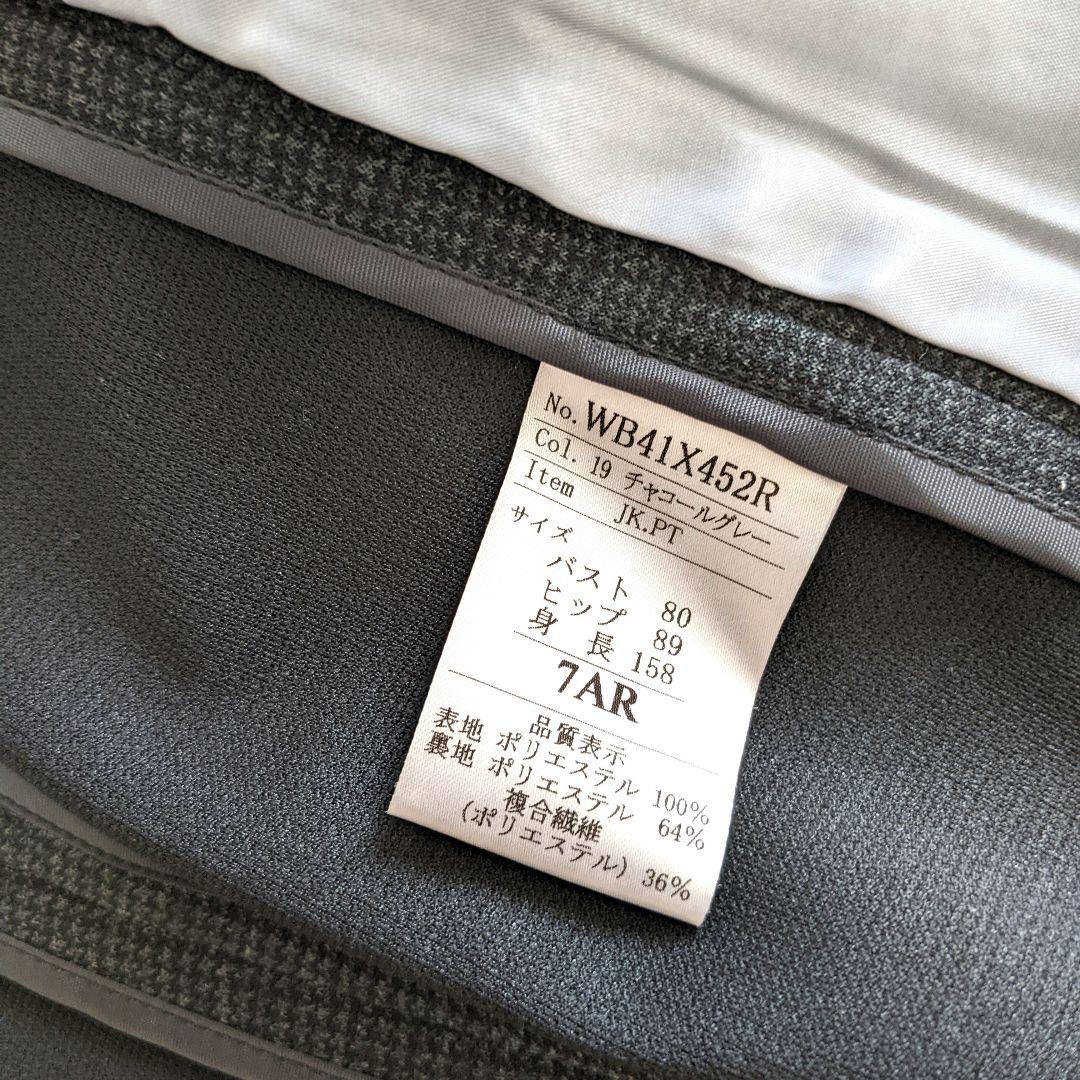 No. WB41X452R
Col. 19 チャコールグレー
Item JK.PT
サイズ
バスト 80
ヒップ 89
身 長 158
7AR
品質表示
表地 ポリエステル 100%
裏地 ポリエステル 64%
複合繊維
(ポリエステル) 36%